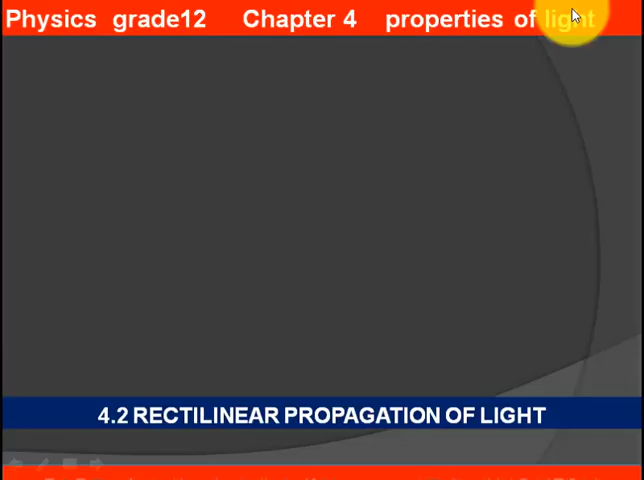 Physics grade12 Chapter 4 properties of light
4.2 RECTILINEAR PROPAGATION OF LIGHT